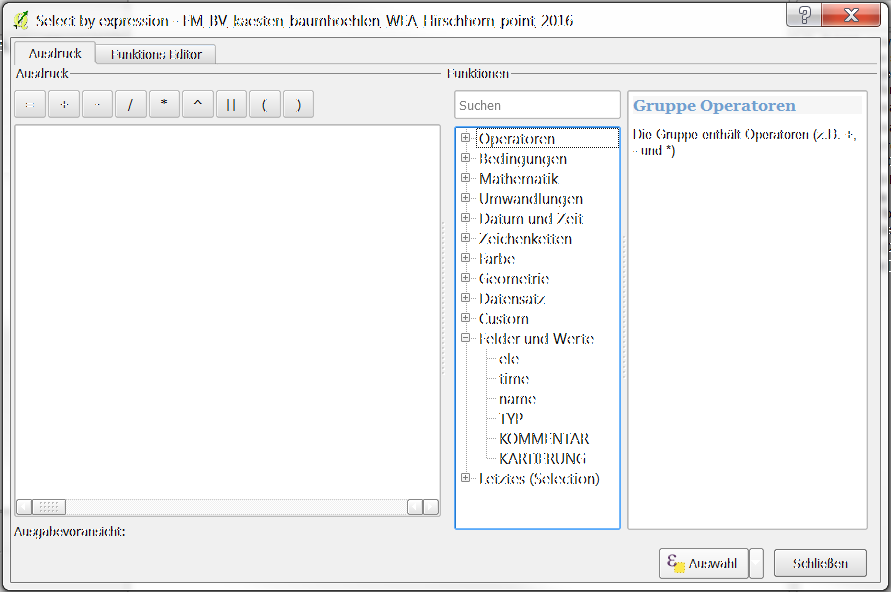 Select by expression - FM_BV_kaesten_baumhoehlen_WEA_Hirschhorn_point_2016
Ausdruck
Funktions Editor
Ausdruck
Funktionen
= + - / * ^ || ( )
Suchen
Gruppe Operatoren
Die Gruppe enthält Operatoren (z.B. +,
- und *)
Operatoren
Bedingungen
Mathematik
Umwandlungen
Datum und Zeit
Zeichenketten
Farbe
Geometrie
Datensatz
Custom
Felder und Werte
ele
time
name
TYP
KOMMENTAR
KARTIERUNG
Letztes (Selection)
Ausgabevoransicht:
ε Auswahl
Schließen